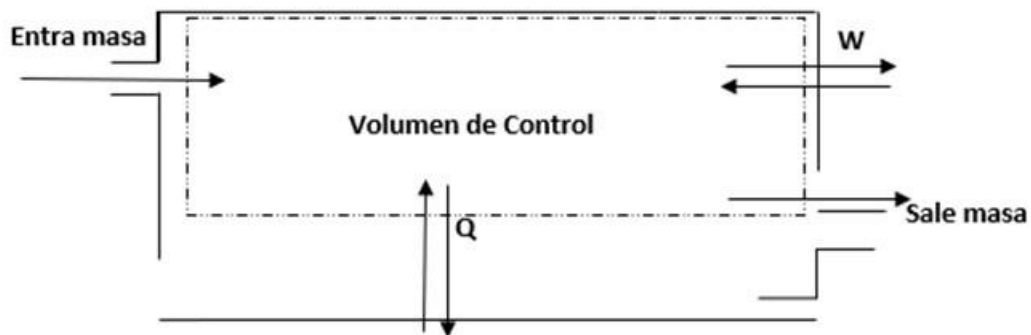 Entra masa
W
Volumen de Control
Q
Sale masa